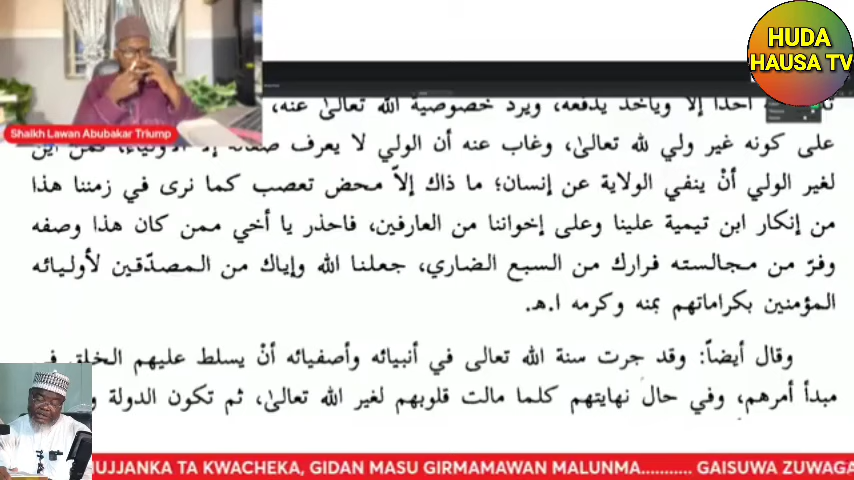 HUDA
HAUSA TV
Shaikh Lawan Abubakar Triump
أحدا إلا ويأخذ يدفعه، ويرد خصوصية الله تعالىٰ عنه،
على كونه غير ولي لله تعالىٰ، وغاب عنه أن الولي لا يعرف صفاته إلا الأولياء، فمن أين
لغير الولي أنْ ينفي الولاية عن إنسان؛ ما ذاك إلاّ محض تعصب كما نرى في زمننا هذا
من إنكار ابن تيمية علينا وعلى إخواننا من العارفين، فاحذر يا أخي ممن كان هذا وصفه
وفرّ من مجالسته فرارك من السبع الضاري، جعلنا الله وإياك من المصدّقين لأوليائه
المؤمنين بكراماتهم بمنه وكرمه ا.هـ.
وقال أيضاً: وقد جرت سنة الله تعالى في أنبيائه وأصفيائه أنْ يسلط عليهم الخلق في
مبدأ أمرهم، وفي حال نهايتهم كلما مالت قلوبهم لغير الله تعالىٰ، ثم تكون الدولة
UJJANKA TA KWACHEKA, GIDAN MASU GIRMAMAWAN MALUNMA........... GAISUWA ZUWAGA